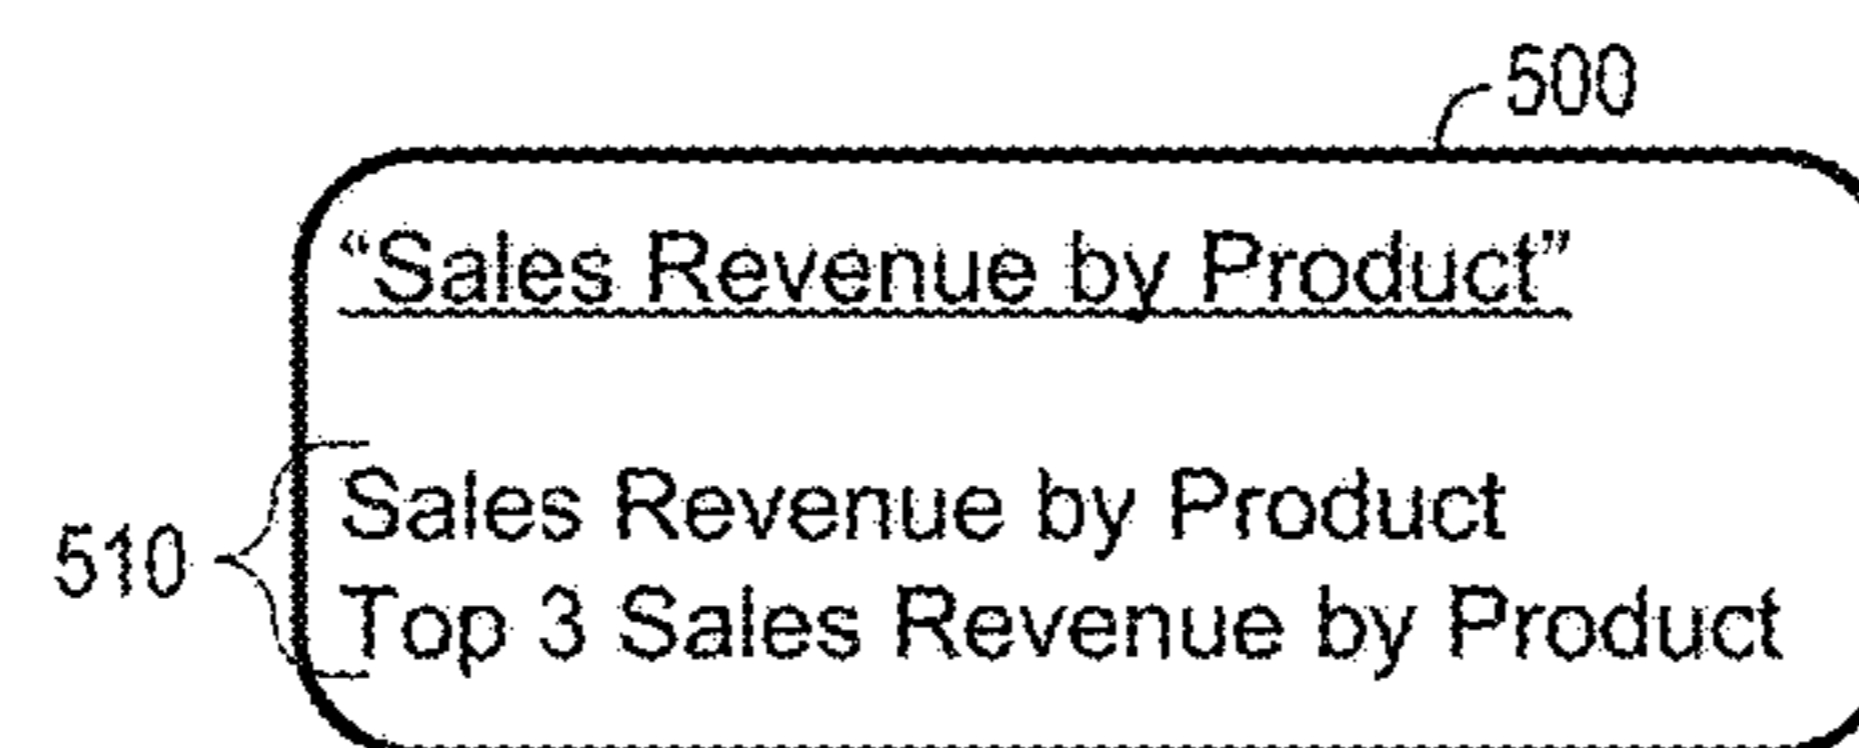 500
“Sales Revenue by Product”
Sales Revenue by Product
510
Top 3 Sales Revenue by Product